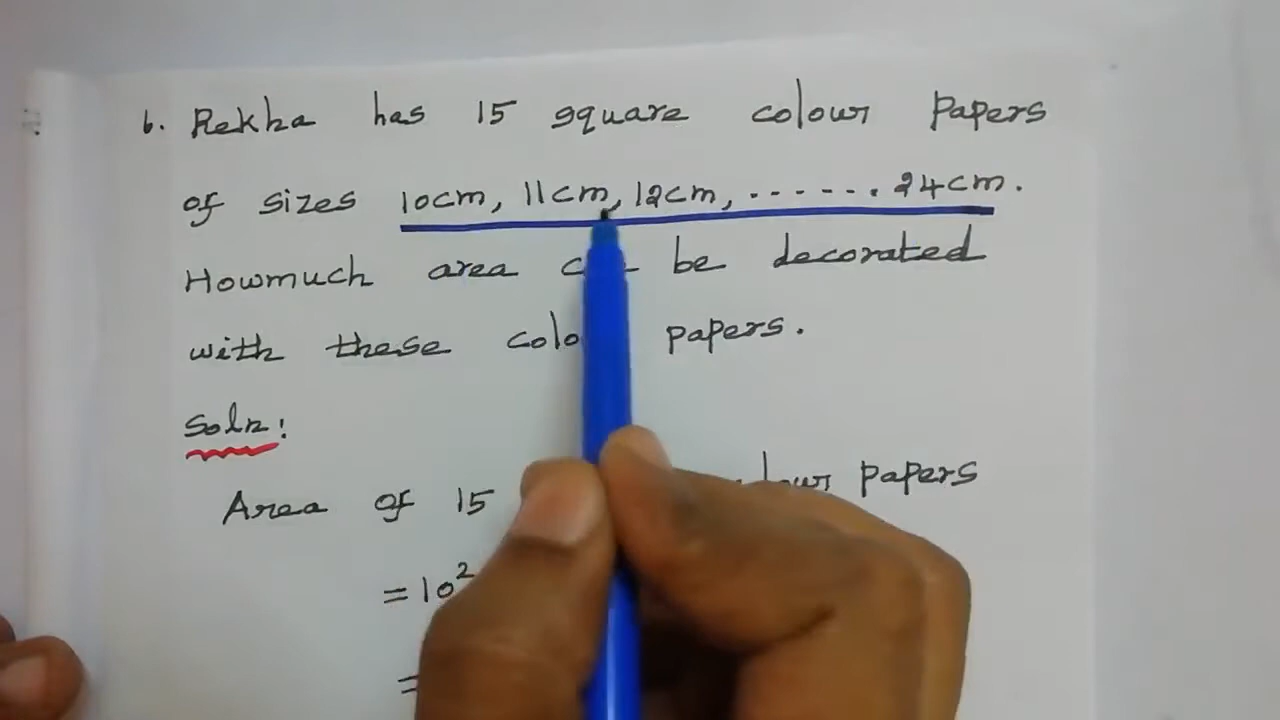 6. Rekha has 15 square colour papers
of sizes 10cm, 11cm, 12cm, ...... 24cm.
Howmuch area be decorated
with these papers.
Soln:
Area of 15 papers
= 10²
=